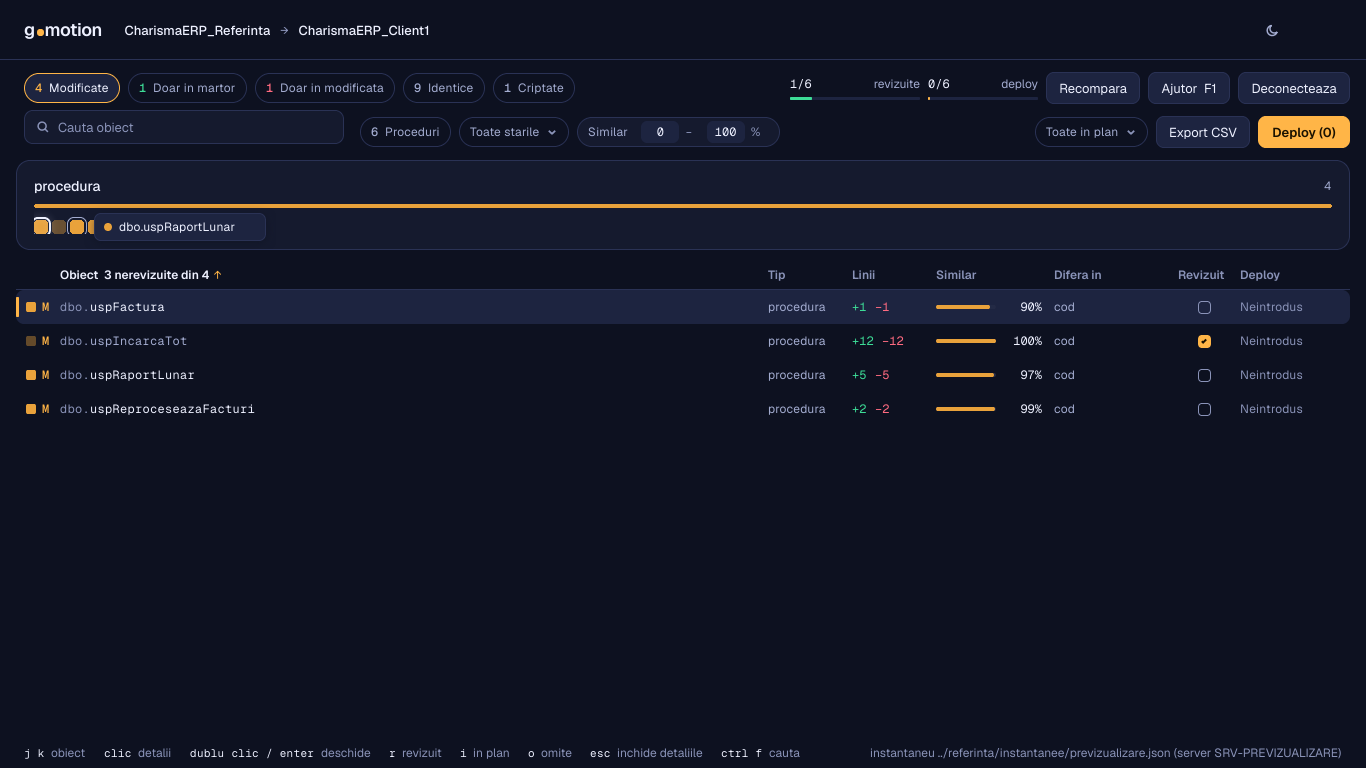 g●motion CharismaERP_Referinta → CharismaERP_Client1
4 Modificate 1 Doar in martor 1 Doar in modificata 9 Identice 1 Criptate 1/6 revizuite 0/6 deploy Recompara Ajutor F1 Deconecteaza
Cauta obiect 6 Proceduri Toate starile Similar 0 – 100 % Toate in plan Export CSV Deploy (0)
procedura 4
dbo.uspRaportLunar
Obiect 3 nerevizuite din 4 ↑ Tip Linii Similar Difera in Revizuit Deploy
M dbo.uspFactura procedura +1 −1 90% cod Neintrodus
M dbo.uspIncarcaTot procedura +12 −12 100% cod Neintrodus
M dbo.uspRaportLunar procedura +5 −5 97% cod Neintrodus
M dbo.uspReproceseazaFacturi procedura +2 −2 99% cod Neintrodus
j k obiect clic detalii dublu clic / enter deschide r revizuit i in plan o omite esc inchide detaliile ctrl f cauta instantaneu ../referinta/instantanee/previzualizare.json (server SRV-PREVIZUALIZARE)